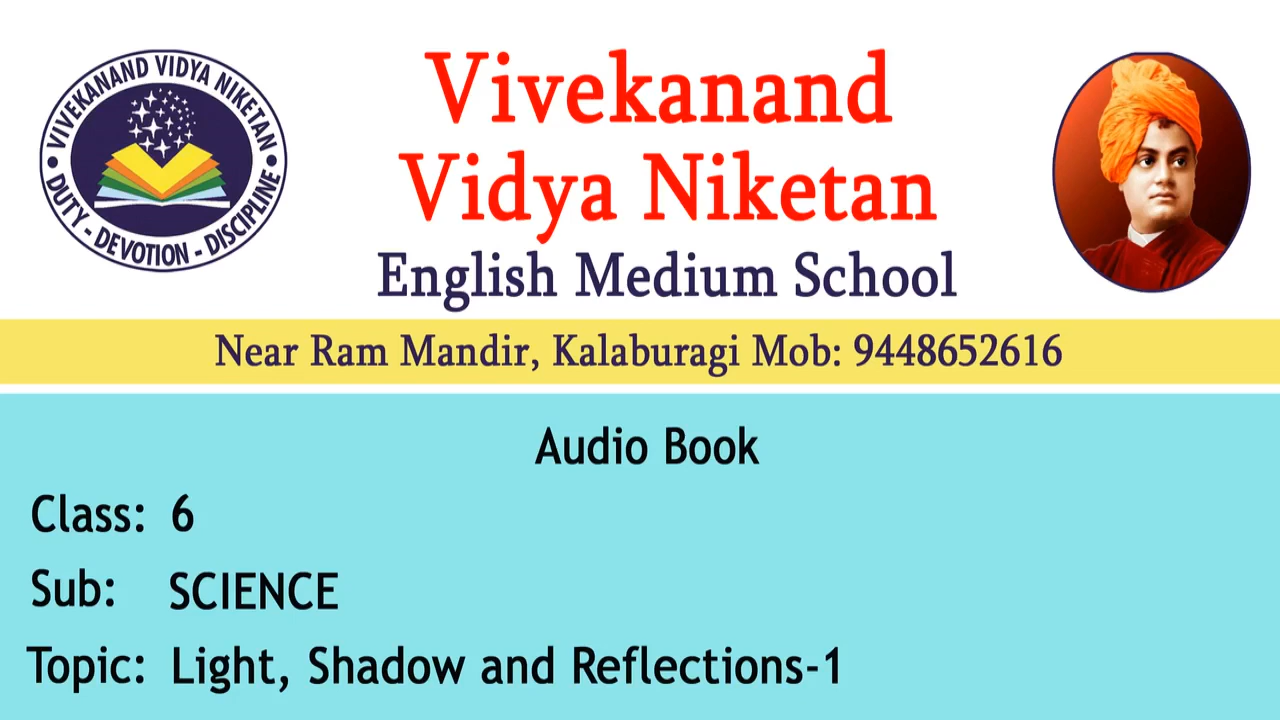 VIVEKANAND VIDYA NIKETAN
DUTY - DEVOTION - DISCIPLINE
Vivekanand
Vidya Niketan
English Medium School
Near Ram Mandir, Kalaburagi Mob: 9448652616
Audio Book
Class: 6
Sub: SCIENCE
Topic: Light, Shadow and Reflections-1